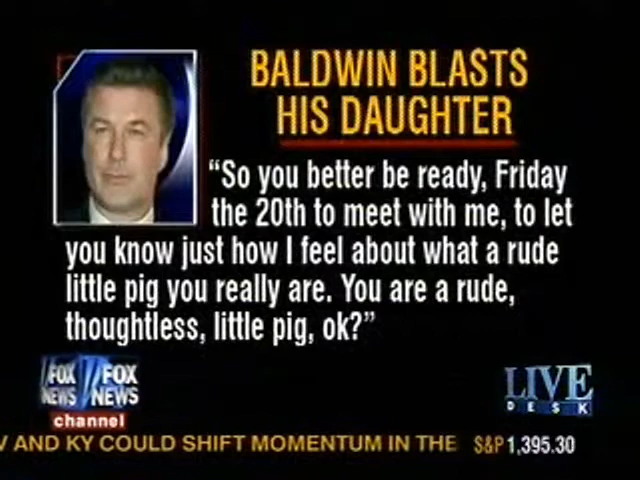 BALDWIN BLASTS
HIS DAUGHTER
“So you better be ready, Friday
the 20th to meet with me, to let
you know just how I feel about what a rude
little pig you really are. You are a rude,
thoughtless, little pig, ok?”
FOX NEWS
FOX NEWS
channel
LIVE
DESK
V AND KY COULD SHIFT MOMENTUM IN THE
S&P 1,395.30